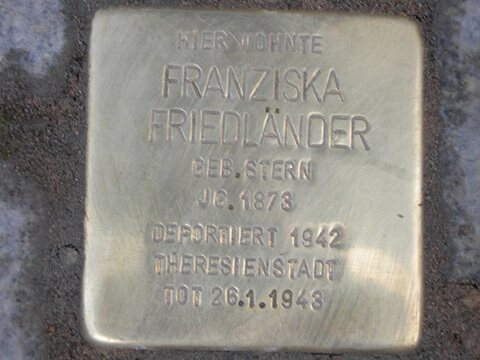 HIER WOHNTE
FRANZISKA
FRIEDLÄNDER
GEB. STERN
JG. 1873
DEPORTIERT 1942
THERESIENSTADT
TOT 26.1.1943